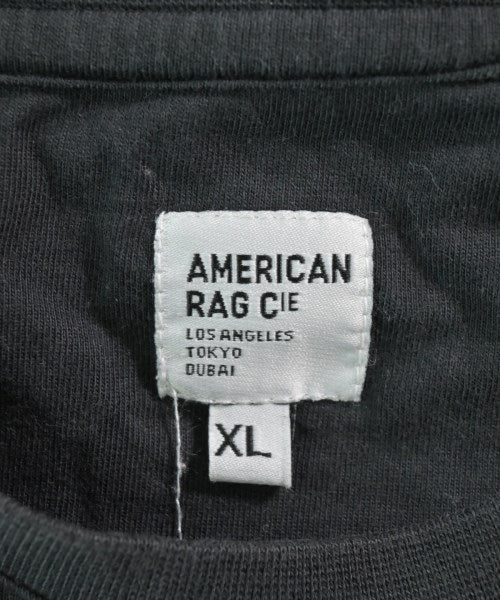 AMERICAN
RAG CIE
LOS ANGELES
TOKYO
DUBAI
XL